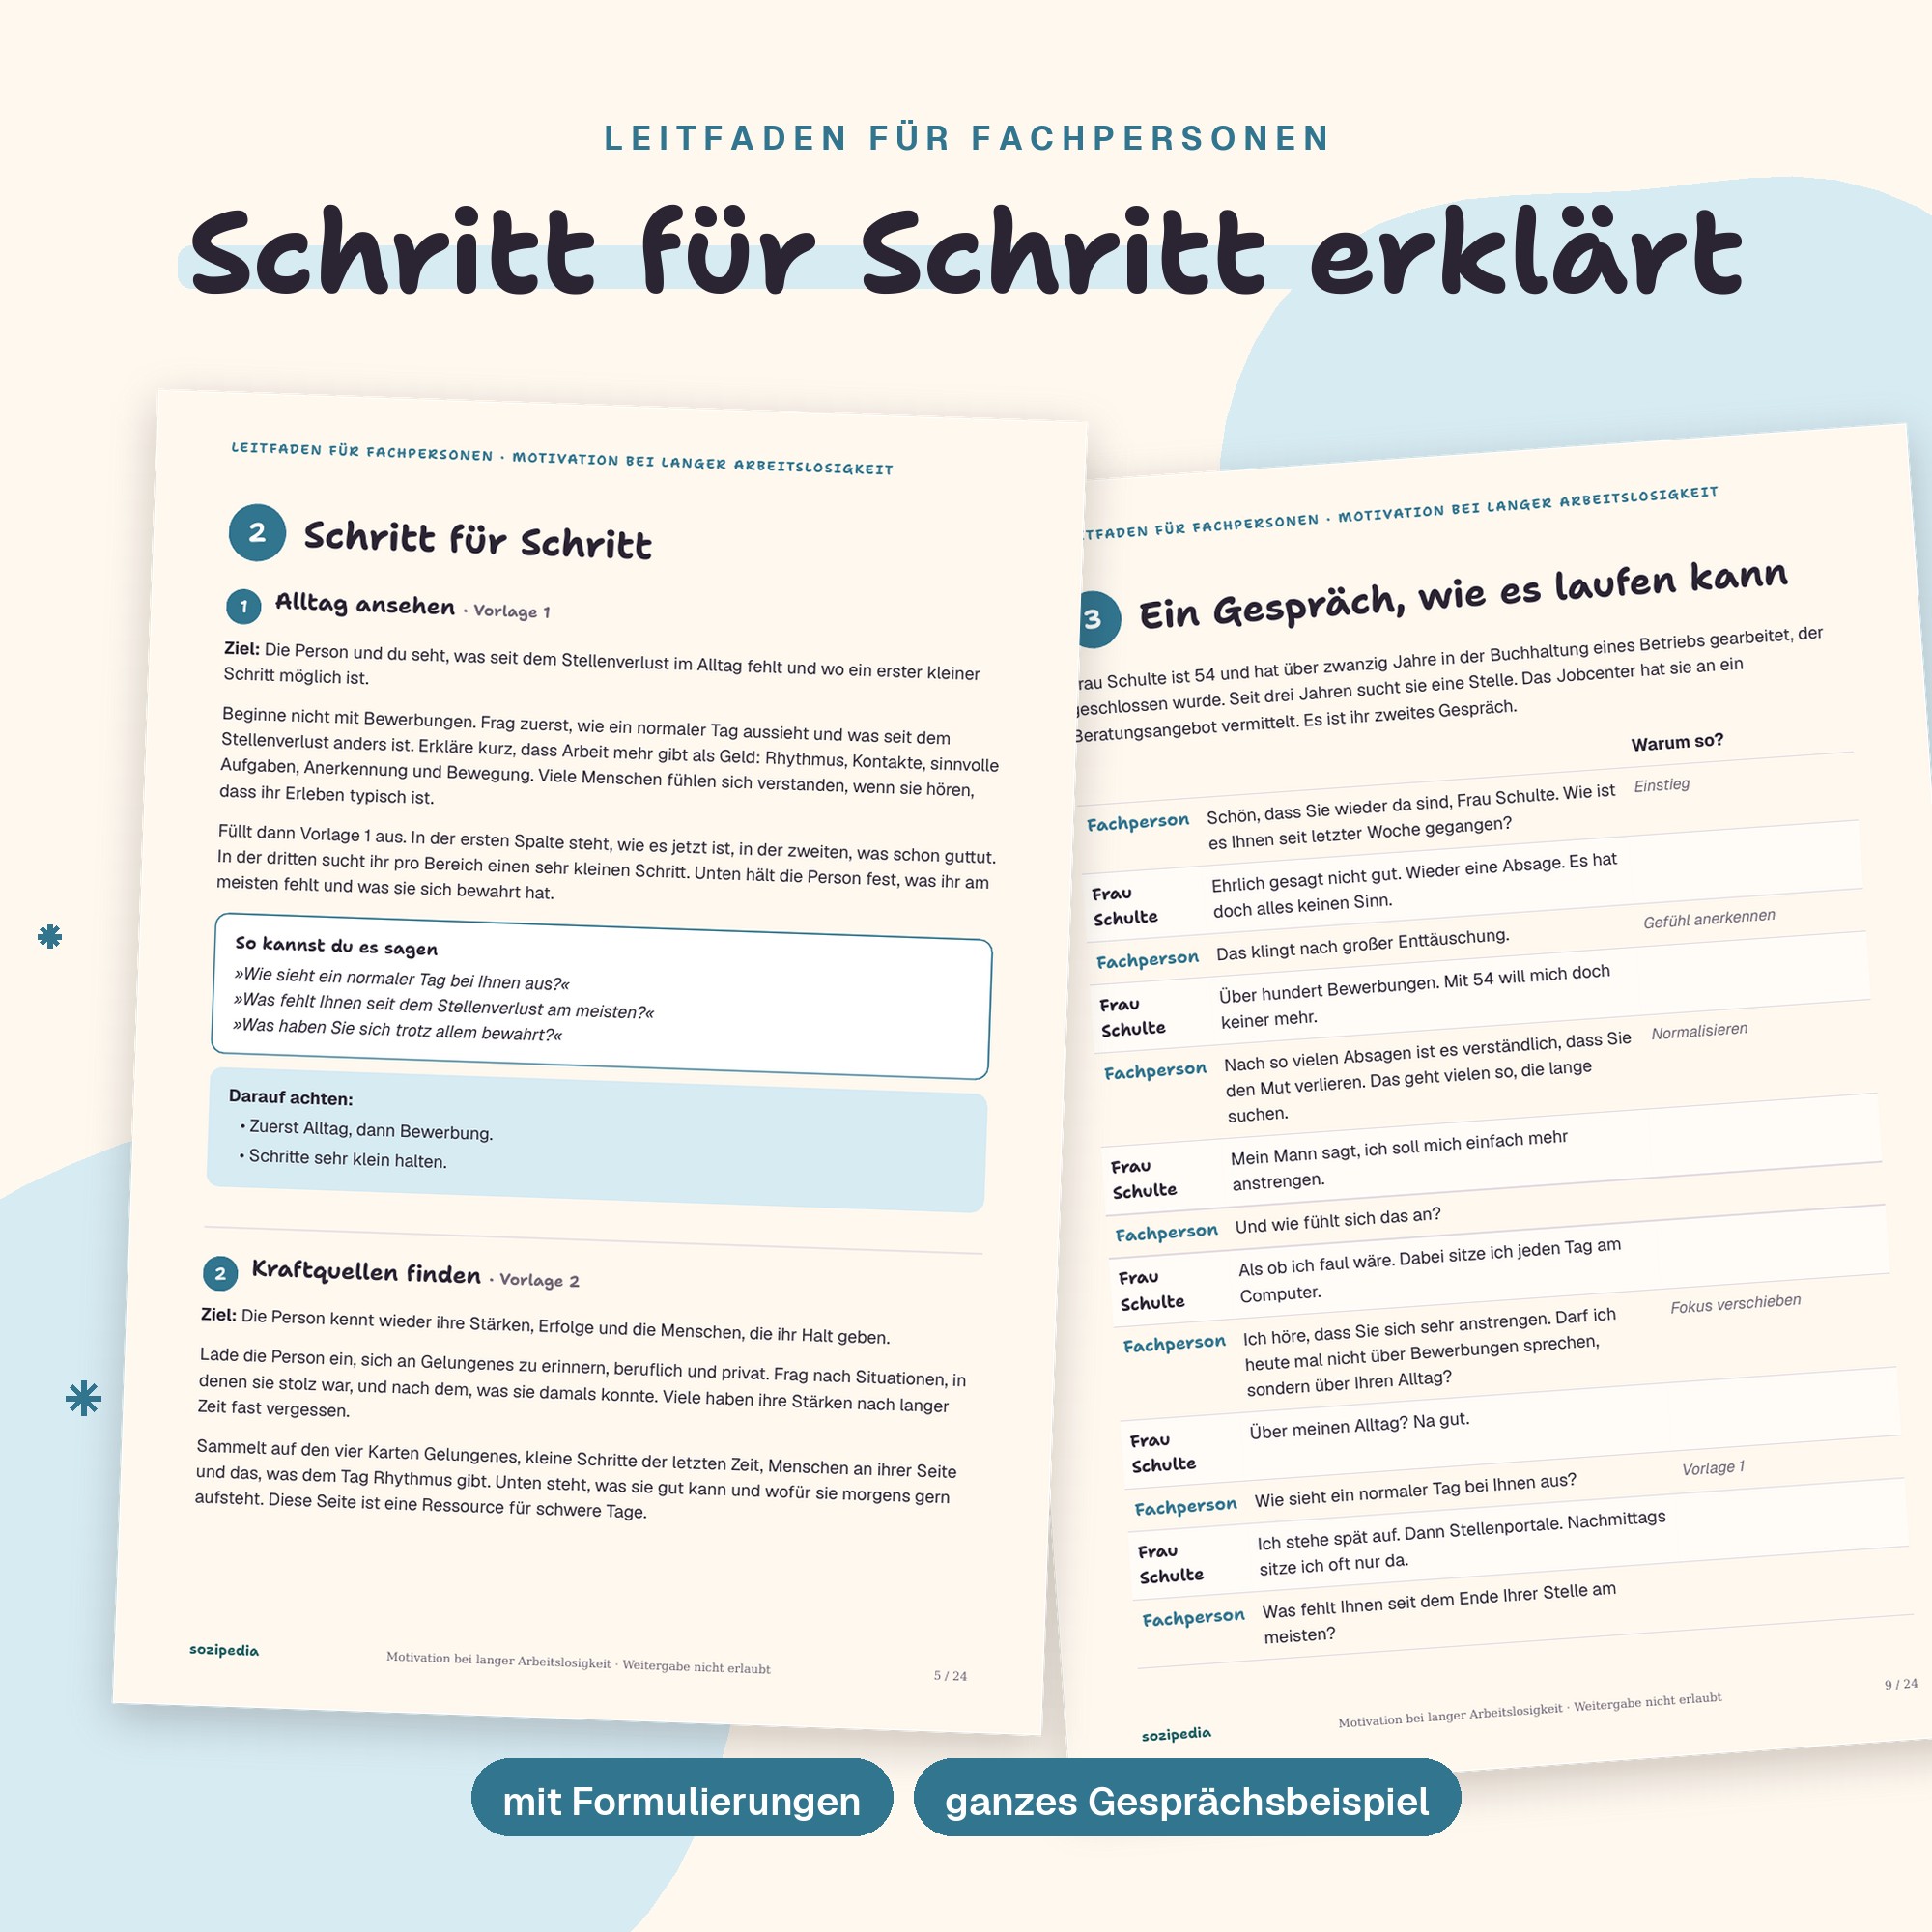 LEITFADEN FÜR FACHPERSONEN
Schritt für Schritt erklärt
LEITFADEN FÜR FACHPERSONEN · MOTIVATION BEI LANGER ARBEITSLOSIGKEIT
2 Schritt für Schritt
1 Alltag ansehen · Vorlage 1
Ziel: Die Person und du seht, was seit dem Stellenverlust im Alltag fehlt und wo ein erster kleiner
Schritt möglich ist.
Beginne nicht mit Bewerbungen. Frag zuerst, wie ein normaler Tag aussieht und was seit dem
Stellenverlust anders ist. Erkläre kurz, dass Arbeit mehr gibt als Geld: Rhythmus, Kontakte, sinnvolle
Aufgaben, Anerkennung und Bewegung. Viele Menschen fühlen sich verstanden, wenn sie hören,
dass ihr Erleben typisch ist.
Füllt dann Vorlage 1 aus. In der ersten Spalte steht, wie es jetzt ist, in der zweiten, was schon guttut.
In der dritten sucht ihr pro Bereich einen sehr kleinen Schritt. Unten hält die Person fest, was ihr am
meisten fehlt und was sie sich bewahrt hat.
So kannst du es sagen
»Wie sieht ein normaler Tag bei Ihnen aus?«
»Was fehlt Ihnen seit dem Stellenverlust am meisten?«
»Was haben Sie sich trotz allem bewahrt?«
Darauf achten:
• Zuerst Alltag, dann Bewerbung.
• Schritte sehr klein halten.
2 Kraftquellen finden · Vorlage 2
Ziel: Die Person kennt wieder ihre Stärken, Erfolge und die Menschen, die ihr Halt geben.
Lade die Person ein, sich an Gelungenes zu erinnern, beruflich und privat. Frag nach Situationen, in
denen sie stolz war, und nach dem, was sie damals konnte. Viele haben ihre Stärken nach langer
Zeit fast vergessen.
Sammelt auf den vier Karten Gelungenes, kleine Schritte der letzten Zeit, Menschen an ihrer Seite
und das, was dem Tag Rhythmus gibt. Unten steht, was sie gut kann und wofür sie morgens gern
aufsteht. Diese Seite ist eine Ressource für schwere Tage.
sozipedia
Motivation bei langer Arbeitslosigkeit · Weitergabe nicht erlaubt
5 / 24
TFADEN FÜR FACHPERSONEN · MOTIVATION BEI LANGER ARBEITSLOSIGKEIT
3 Ein Gespräch, wie es laufen kann
rau Schulte ist 54 und hat über zwanzig Jahre in der Buchhaltung eines Betriebs gearbeitet, der
geschlossen wurde. Seit drei Jahren sucht sie eine Stelle. Das Jobcenter hat sie an ein
Beratungsangebot vermittelt. Es ist ihr zweites Gespräch.
Warum so?
Fachperson Schön, dass Sie wieder da sind, Frau Schulte. Wie ist Einstieg
es Ihnen seit letzter Woche gegangen?
Frau Ehrlich gesagt nicht gut. Wieder eine Absage. Es hat
Schulte doch alles keinen Sinn.
Fachperson Das klingt nach großer Enttäuschung. Gefühl anerkennen
Frau Über hundert Bewerbungen. Mit 54 will mich doch
Schulte keiner mehr.
Fachperson Nach so vielen Absagen ist es verständlich, dass Sie Normalisieren
den Mut verlieren. Das geht vielen so, die lange
suchen.
Frau Mein Mann sagt, ich soll mich einfach mehr
Schulte anstrengen.
Fachperson Und wie fühlt sich das an?
Frau Als ob ich faul wäre. Dabei sitze ich jeden Tag am
Schulte Computer.
Fachperson Ich höre, dass Sie sich sehr anstrengen. Darf ich Fokus verschieben
heute mal nicht über Bewerbungen sprechen,
sondern über Ihren Alltag?
Frau Über meinen Alltag? Na gut.
Schulte
Fachperson Wie sieht ein normaler Tag bei Ihnen aus? Vorlage 1
Frau Ich stehe spät auf. Dann Stellenportale. Nachmittags
Schulte sitze ich oft nur da.
Fachperson Was fehlt Ihnen seit dem Ende Ihrer Stelle am
meisten?
sozipedia
Motivation bei langer Arbeitslosigkeit · Weitergabe nicht erlaubt
9 / 24
mit Formulierungen
ganzes Gesprächsbeispiel